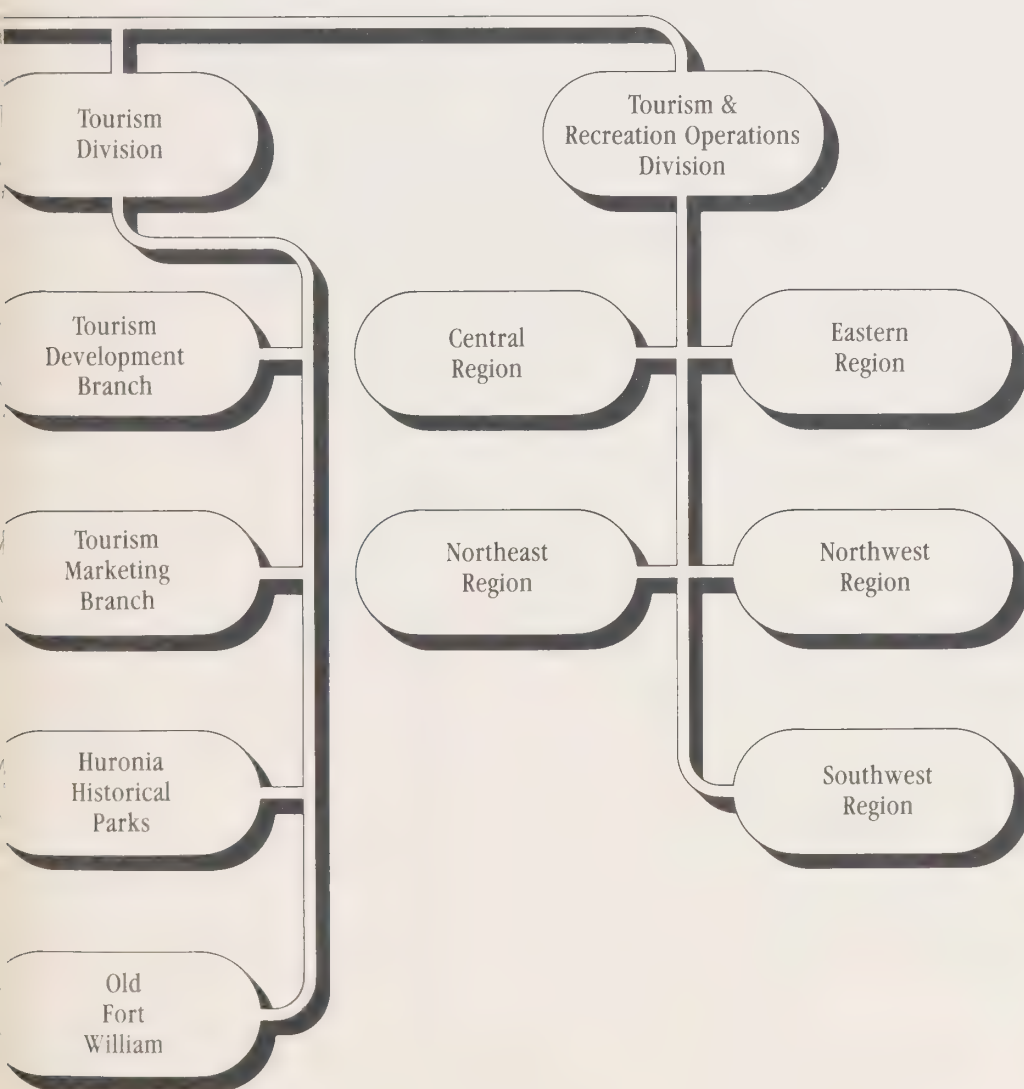 Tourism
Division
Tourism &
Recreation Operations
Division
Tourism
Development
Branch
Central
Region
Eastern
Region
Tourism
Marketing
Branch
Northeast
Region
Northwest
Region
Huronia
Historical
Parks
Southwest
Region
Old
Fort
William